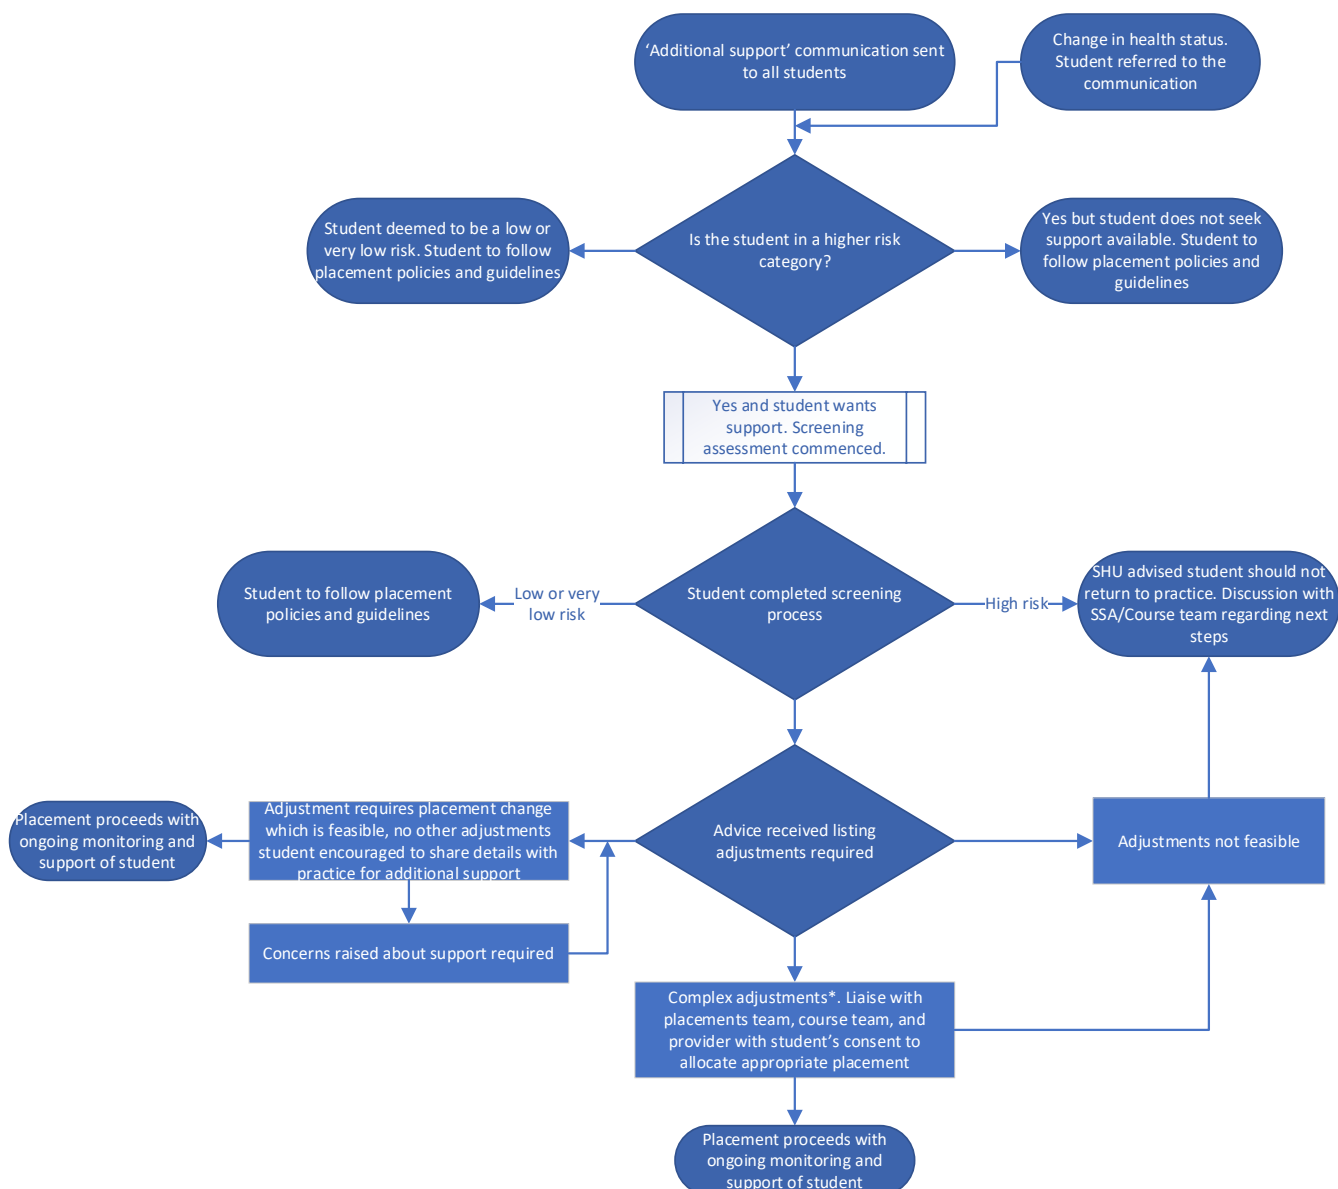 ‘Additional support’ communication sent
to all students
Change in health status.
Student referred to the
communication
Student deemed to be a low or
very low risk. Student to follow
placement policies and guidelines
Is the student in a higher risk
category?
Yes but student does not seek
support available. Student to
follow placement policies and
guidelines
Yes and student wants
support. Screening
assessment commenced.
Student to follow placement
policies and guidelines
Low or very
low risk
Student completed screening
process
High risk
SHU advised student should not
return to practice. Discussion with
SSA/Course team regarding next
steps
Placement proceeds with
ongoing monitoring and
support of student
Adjustment requires placement change
which is feasible, no other adjustments
student encouraged to share details with
practice for additional support
Advice received listing
adjustments required
Adjustments not feasible
Concerns raised about support required
Complex adjustments*. Liaise with
placements team, course team, and
provider with student’s consent to
allocate appropriate placement
Placement proceeds with
ongoing monitoring and
support of student